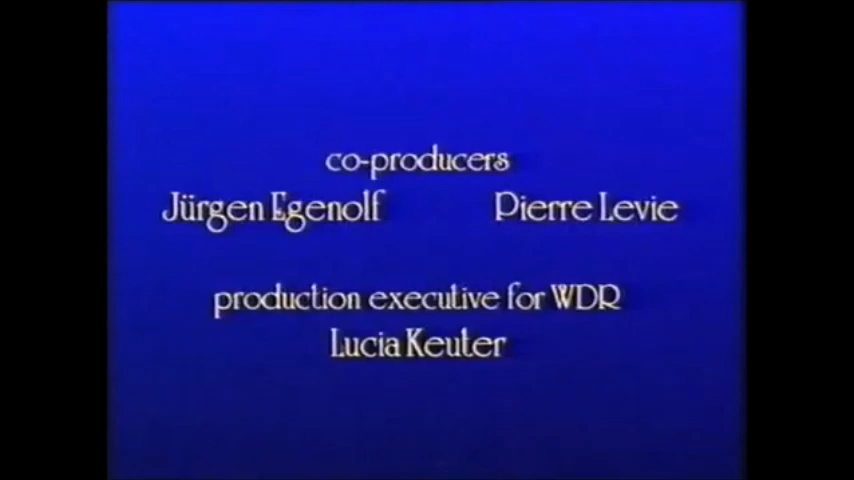 co-producers
Jürgen Egenolf Pierre Levie
production executive for WDR
Lucia Keuter